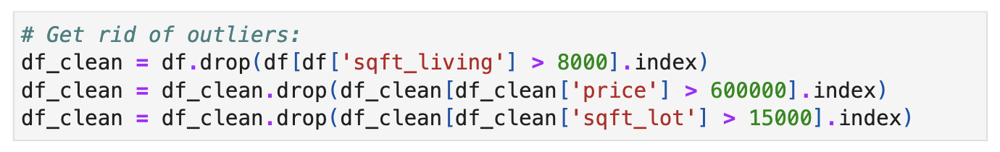 # Get rid of outliers:
df_clean = df.drop(df[df['sqft_living'] > 8000].index)
df_clean = df_clean.drop(df_clean[df_clean['price'] > 600000].index)
df_clean = df_clean.drop(df_clean[df_clean['sqft_lot'] > 15000].index)